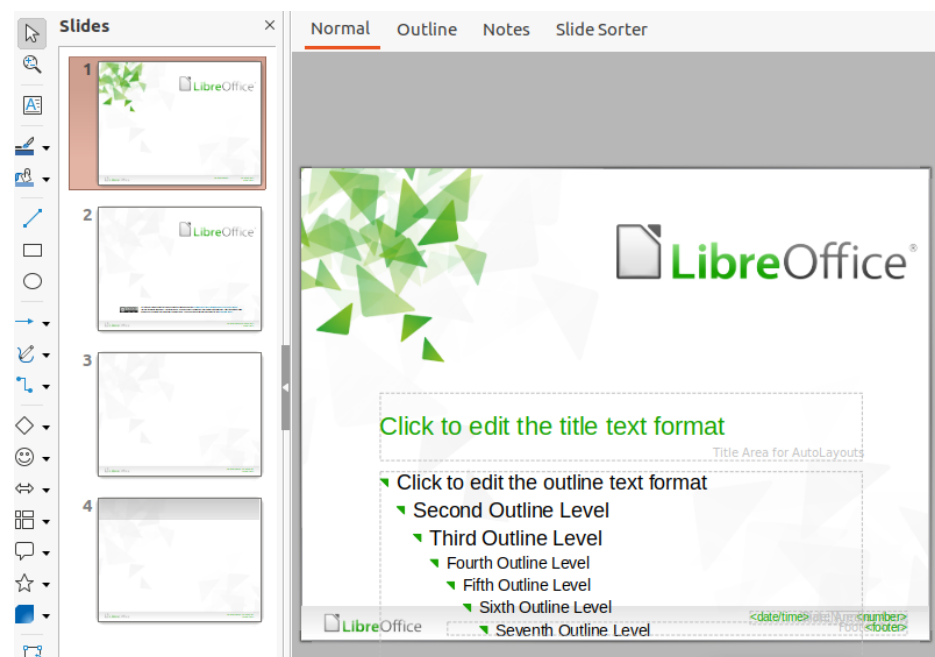 Slides ×
Normal Outline Notes Slide Sorter
A
1
LibreOffice
2
LibreOffice
3
4
LibreOffice®
Click to edit the title text format
Title Area for AutoLayouts
Click to edit the outline text format
Second Outline Level
Third Outline Level
Fourth Outline Level
Fifth Outline Level
Sixth Outline Level
<date/time> <number>
LibreOffice
<footer>
Seventh Outline Level